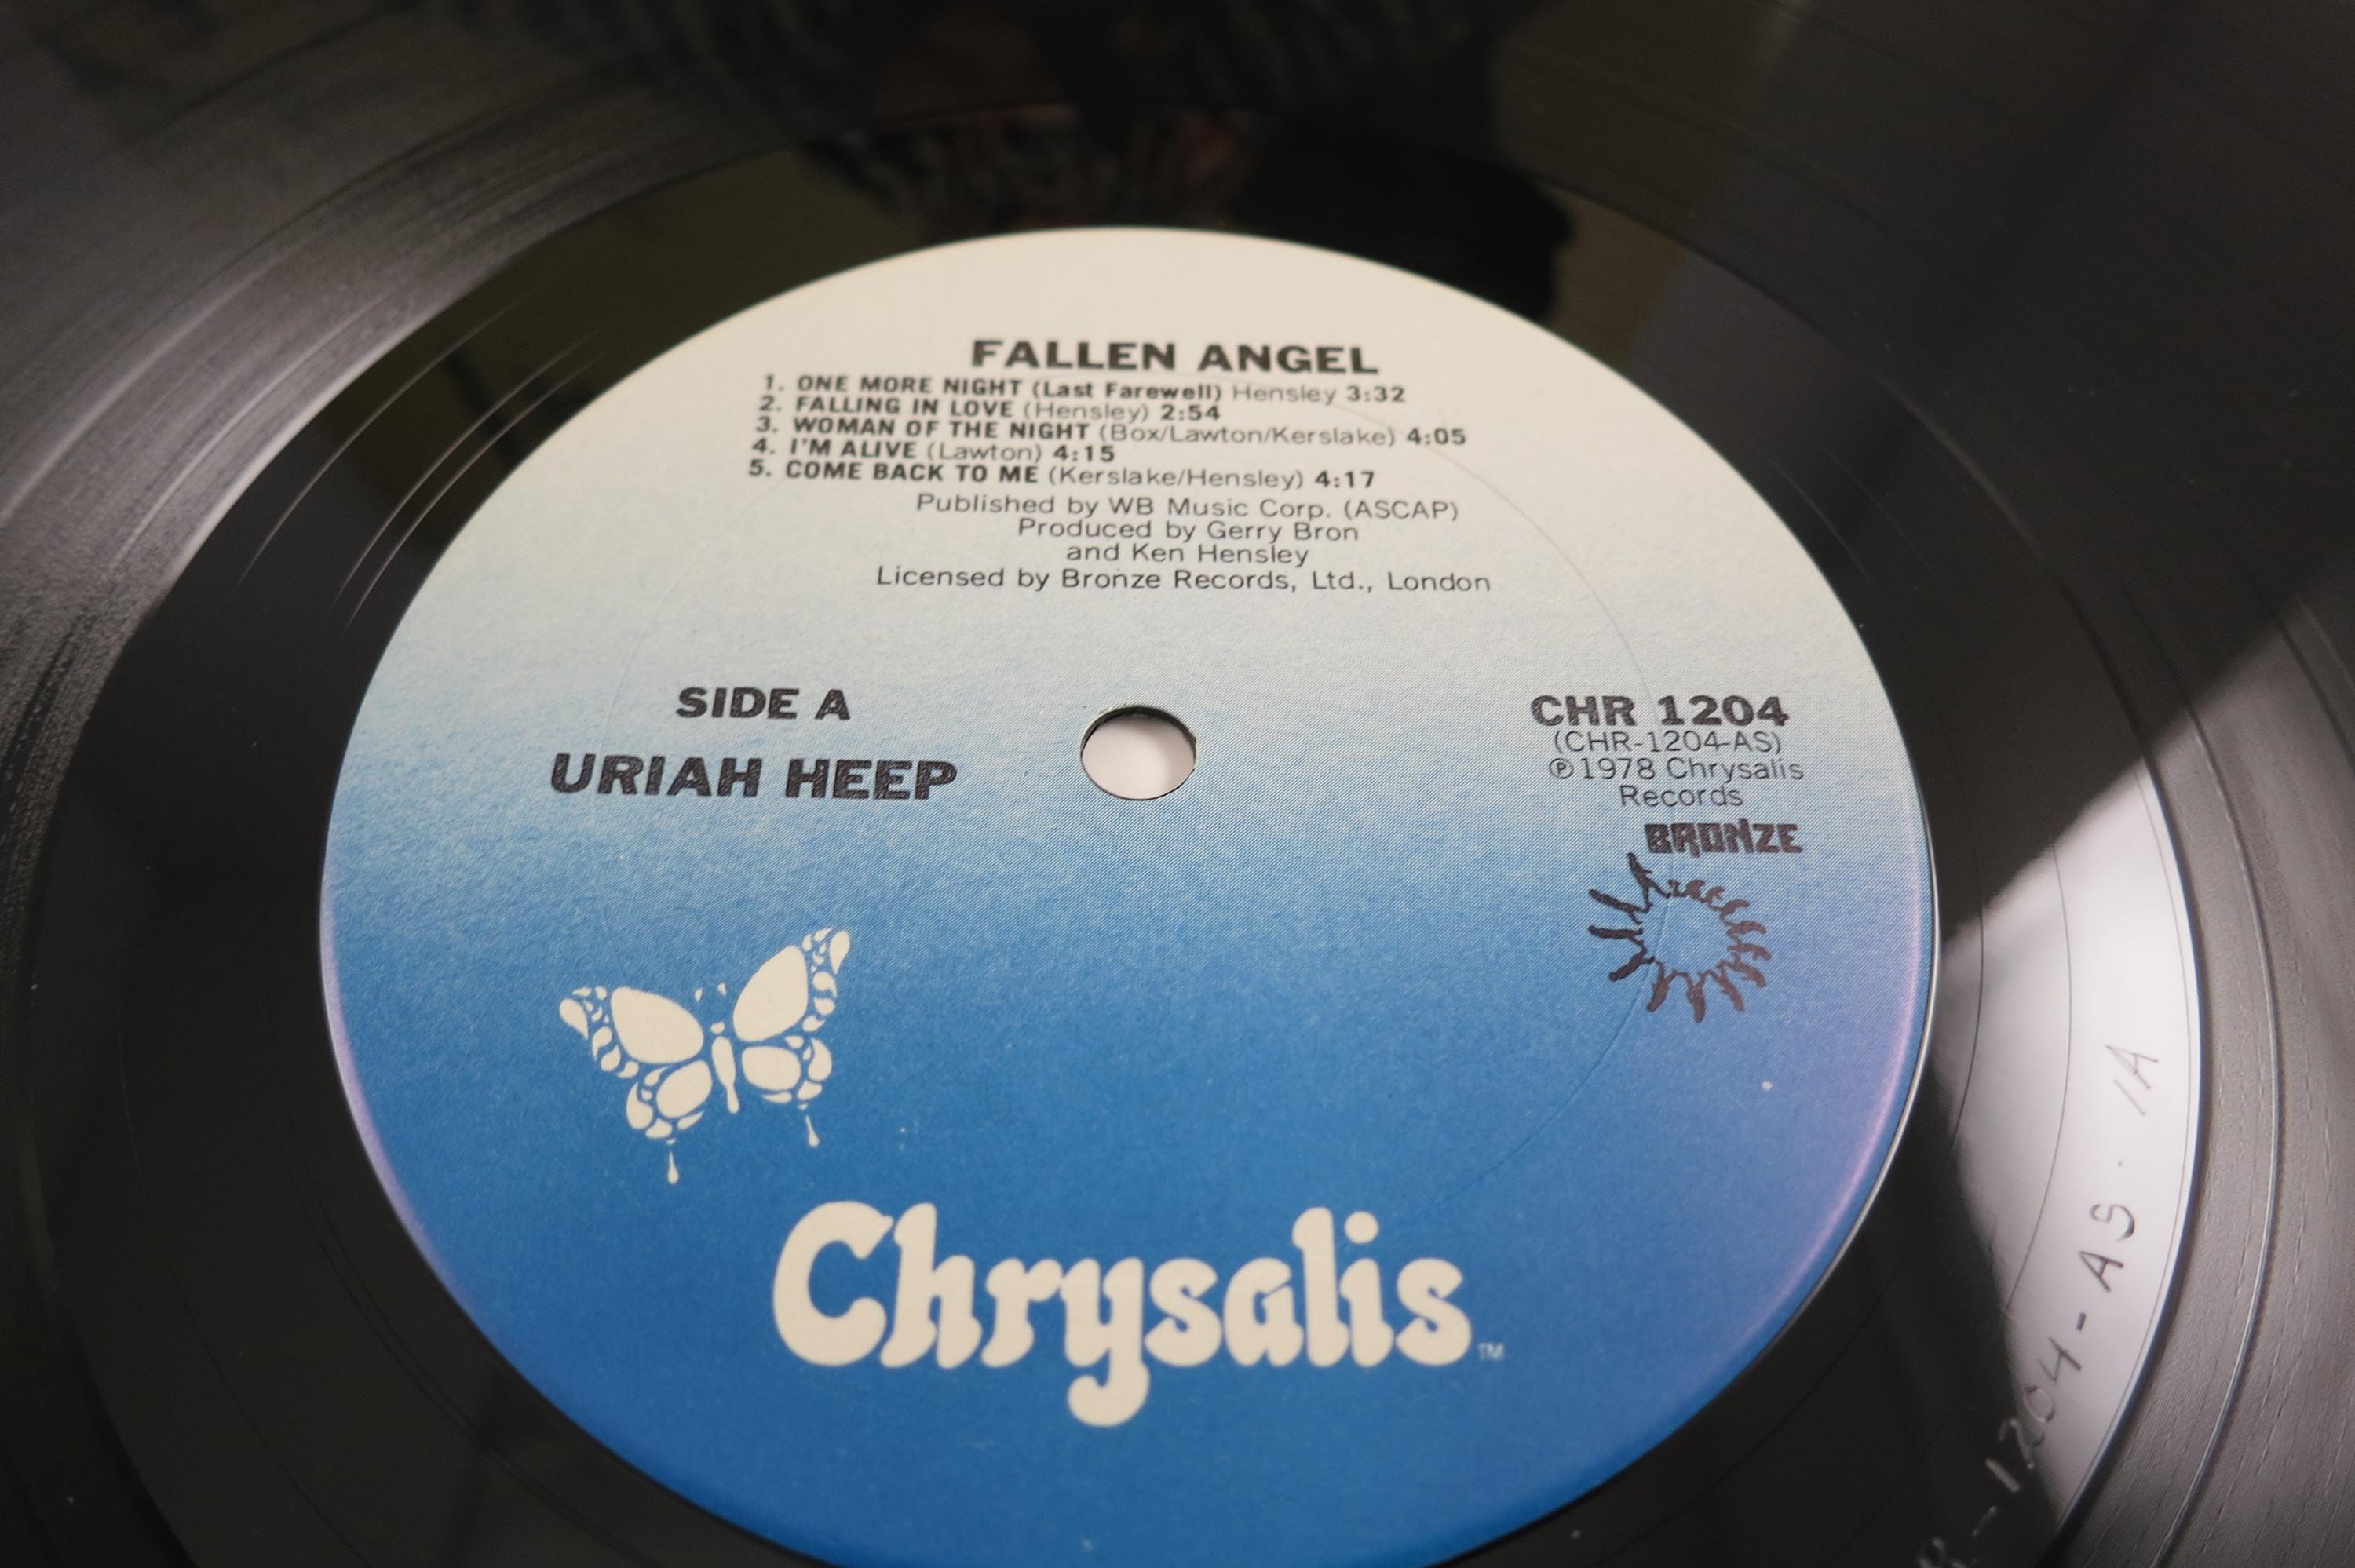 FALLEN ANGEL
1. ONE MORE NIGHT (Last Farewell) Hensley 3:32
2. FALLING IN LOVE (Hensley) 2:54
3. WOMAN OF THE NIGHT (Box/Lawton/Kerslake) 4:05
4. I'M ALIVE (Lawton) 4:15
5. COME BACK TO ME (Kerslake/Hensley) 4:17
Published by WB Music Corp. (ASCAP)
Produced by Gerry Bron
and Ken Hensley
Licensed by Bronze Records, Ltd., London
SIDE A
URIAH HEEP
CHR 1204
(CHR-1204-AS)
℗1978 Chrysalis
Records
BRONZE
Chrysalis™
R-1204-AS·1A